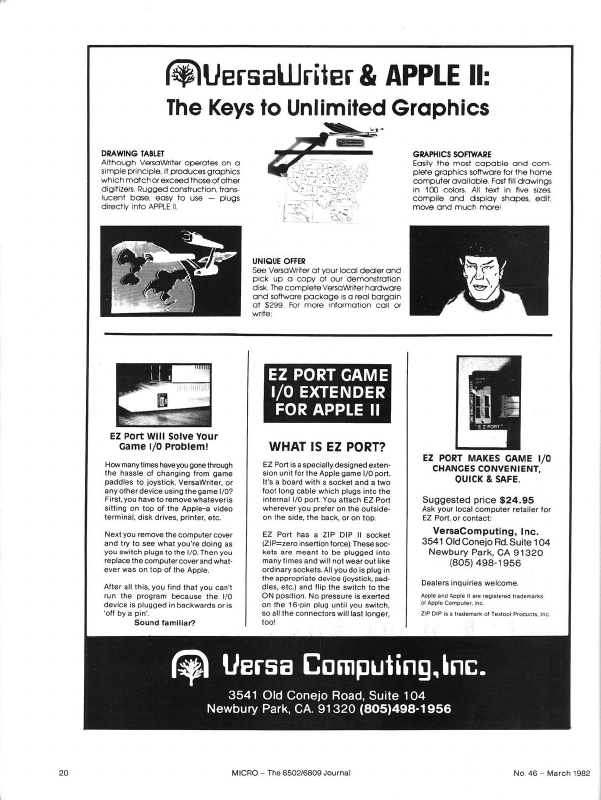 VersaWriter & APPLE II:
The Keys to Unlimited Graphics
DRAWING TABLET
Although VersaWriter operates on a
simple principle, it produces graphics
which match or exceed those of other
digitizers. Rugged construction, trans-
lucent base, easy to use — plugs
directly into APPLE II.
GRAPHICS SOFTWARE
Easily the most capable and com-
plete graphics software for the home
computer available. Fast fill drawings
in 100 colors. All text in five sizes,
compile and display shapes, edit,
move and much more!
UNIQUE OFFER
See VersaWriter at your local dealer and
pick up a copy of our demonstration
disk. The complete VersaWriter hardware
and software package is a real bargain
at $299. For more information call or
write:
EZ Port Will Solve Your
Game I/O Problem!
How many times have you gone through
the hassle of changing from game
paddles to joystick, VersaWriter, or
any other device using the game I/O?
First, you have to remove whatever is
sitting on top of the Apple–a video
terminal, disk drives, printer, etc.
Next you remove the computer cover
and try to see what you're doing as
you switch plugs to the I/O. Then you
replace the computer cover and what-
ever was on top of the Apple.
After all this, you find that you can't
run the program because the I/O
device is plugged in backwards or is
'off by a pin'.
Sound familiar?
EZ PORT GAME
I/O EXTENDER
FOR APPLE II
WHAT IS EZ PORT?
EZ Port is a specially designed exten-
sion unit for the Apple game I/O port.
It's a board with a socket and a two
foot long cable which plugs into the
internal I/O port. You attach EZ Port
wherever you prefer on the outside-
on the side, the back, or on top.
EZ Port has a ZIP DIP II socket
(ZIP=zero insertion force). These soc-
kets are meant to be plugged into
many times and will not wear out like
ordinary sockets. All you do is plug in
the appropriate device (joystick, pad-
dles, etc.) and flip the switch to the
ON position. No pressure is exerted
on the 16-pin plug until you switch,
so all the connectors will last longer,
too!
"EZ PORT"
EZ PORT MAKES GAME I/O
CHANGES CONVENIENT,
QUICK & SAFE.
Suggested price $24.95
Ask your local computer retailer for
EZ Port, or contact:
VersaComputing, Inc.
3541 Old Conejo Rd. Suite 104
Newbury Park, CA 91320
(805) 498-1956
Dealers inquiries welcome.
Apple and Apple II are registered trademarks
of Apple Computer, Inc.
ZIP DIP is a trademark of Textool Products, Inc.
Versa Computing, Inc.
3541 Old Conejo Road, Suite 104
Newbury Park, CA. 91320 (805)498-1956
20
MICRO – The 6502/6809 Journal
No. 46 – March 1982